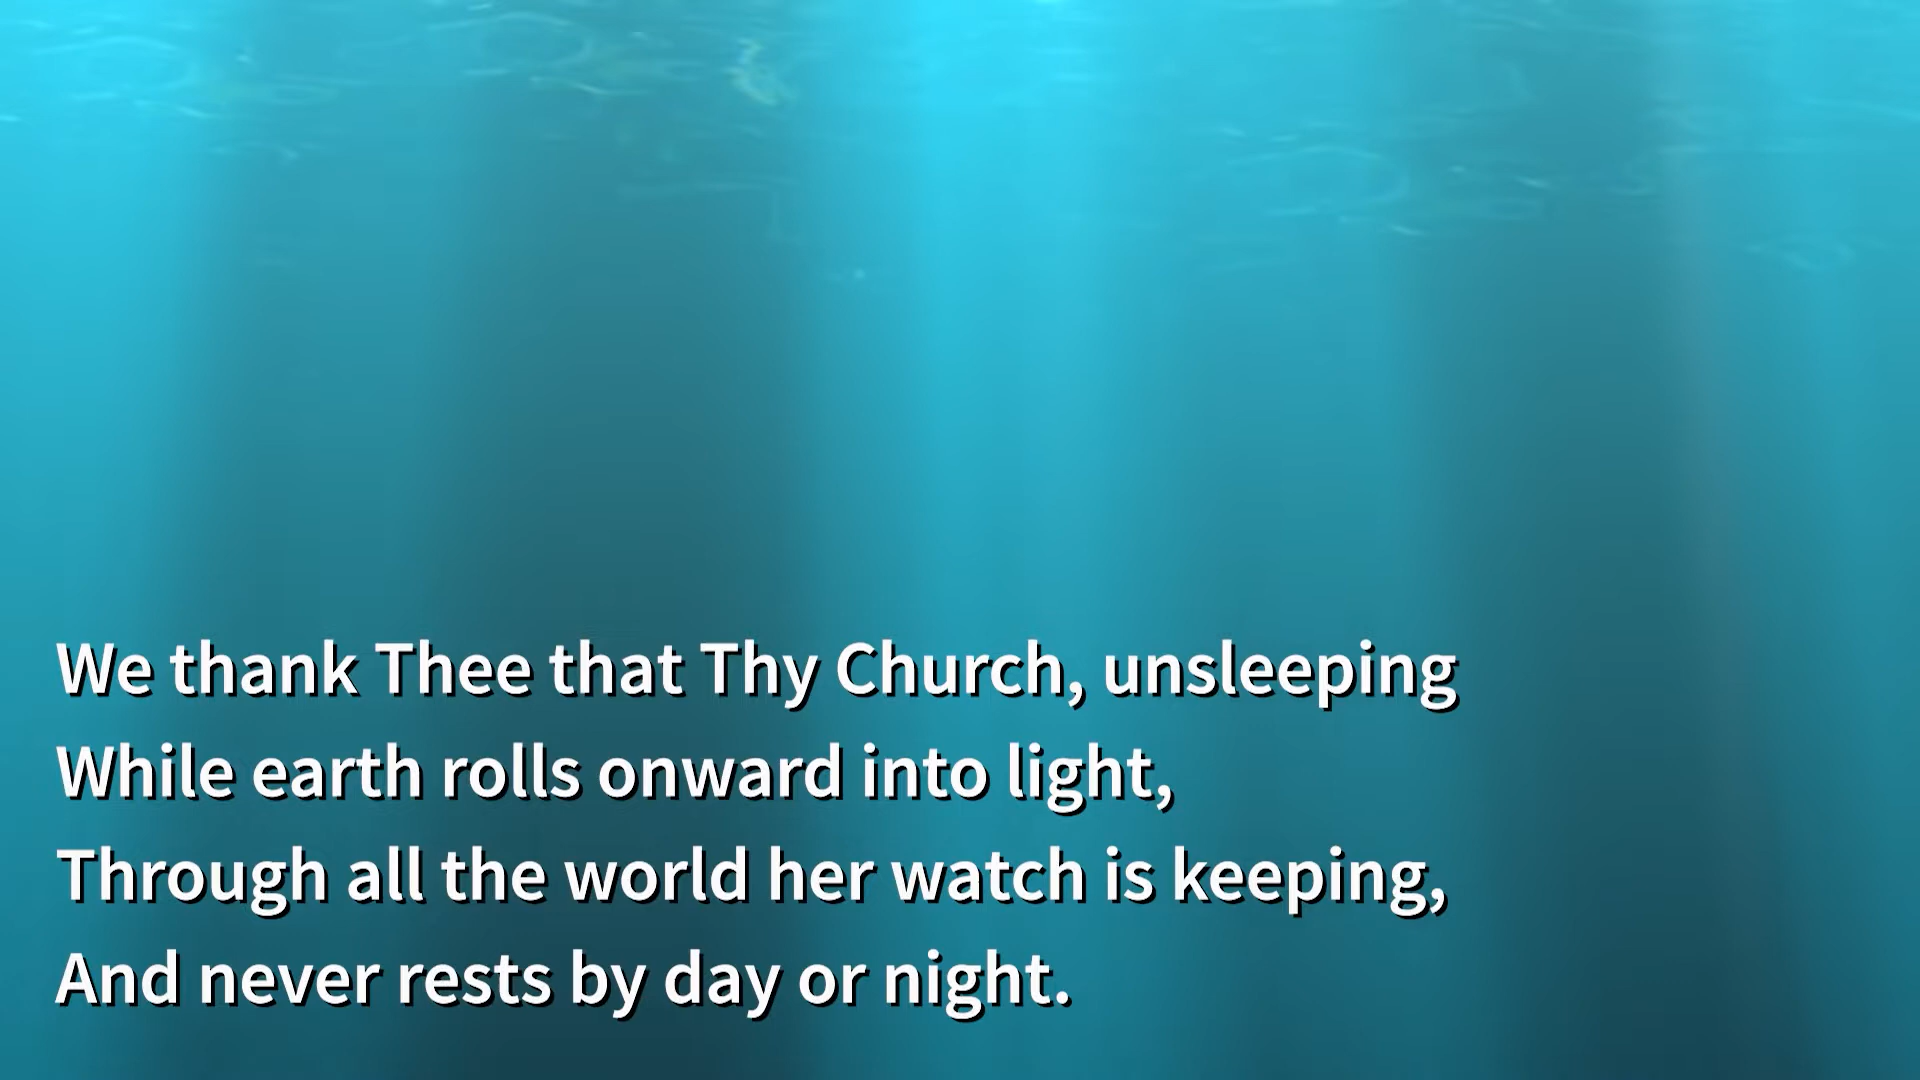 We thank Thee that Thy Church, unsleeping
While earth rolls onward into light,
Through all the world her watch is keeping,
And never rests by day or night.